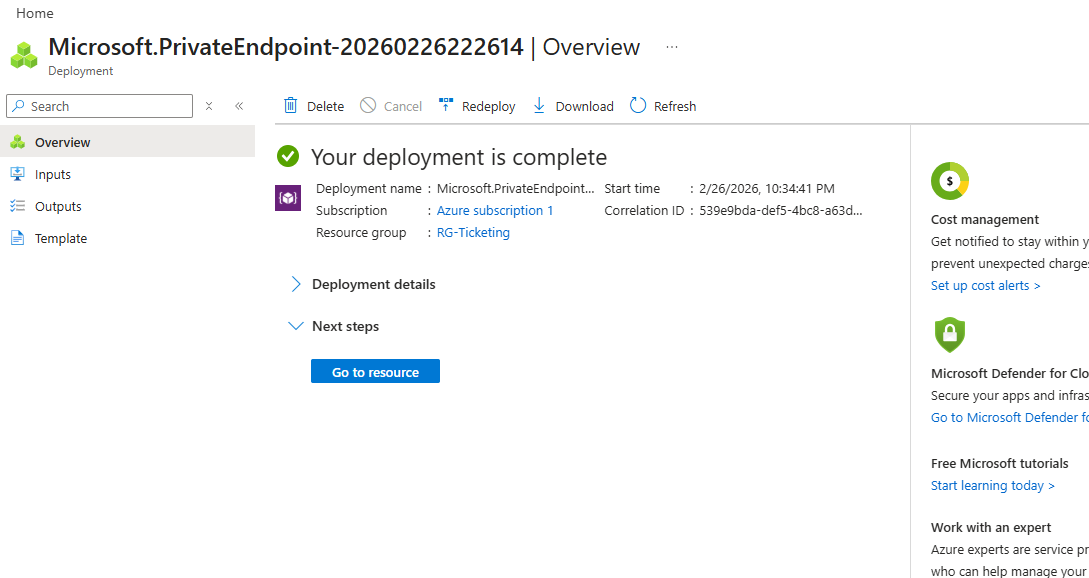 Home
Microsoft.PrivateEndpoint-20260226222614 | Overview ...
Deployment
Search
Delete Cancel Redeploy Download Refresh
Overview
Inputs
Outputs
Template
Your deployment is complete
Deployment name : Microsoft.PrivateEndpoint... Start time : 2/26/2026, 10:34:41 PM
Subscription : Azure subscription 1 Correlation ID : 539e9bda-def5-4bc8-a63d...
Resource group : RG-Ticketing
Deployment details
Next steps
Go to resource
$
Cost management
Get notified to stay within y
prevent unexpected charges
Set up cost alerts >
Microsoft Defender for Clo
Secure your apps and infras
Go to Microsoft Defender fo
Free Microsoft tutorials
Start learning today >
Work with an expert
Azure experts are service pr
who can help manage your